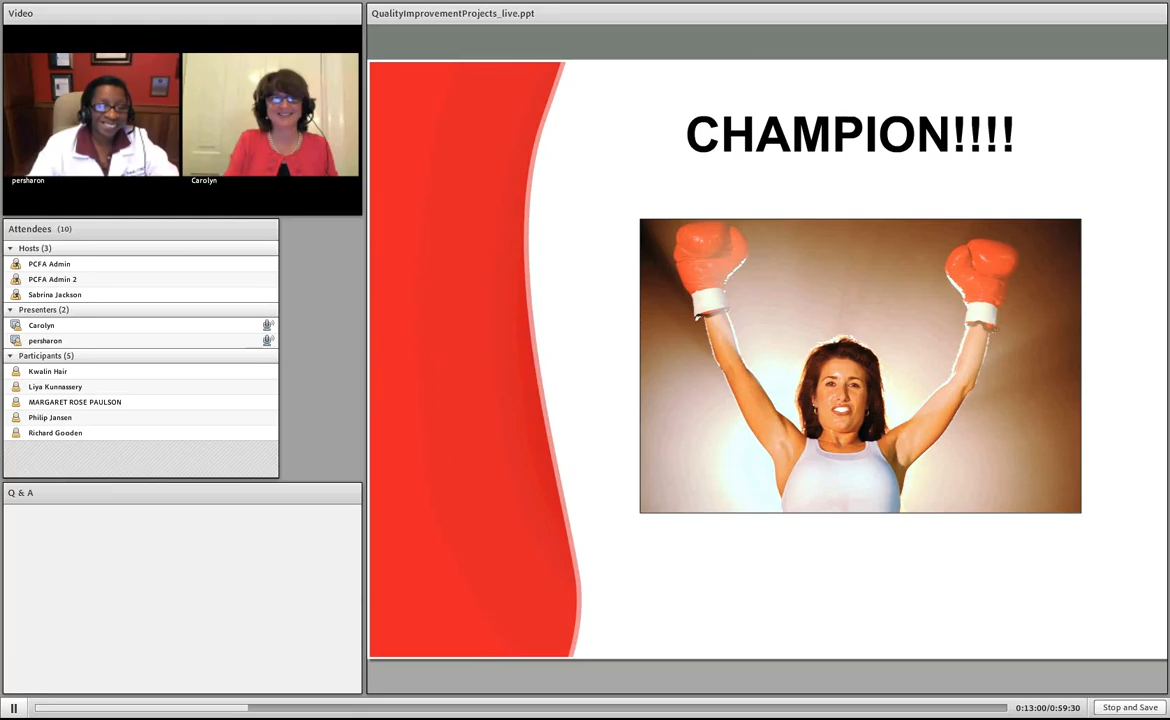 Video
persharon
Carolyn
Attendees (10)
Hosts (3)
PCFA Admin
PCFA Admin 2
Sabrina Jackson
Presenters (2)
Carolyn
persharon
Participants (5)
Kwalin Hair
Liya Kunnassery
MARGARET ROSE PAULSON
Philip Jansen
Richard Gooden
Q & A
QualityImprovementProjects_live.ppt
CHAMPION!!!!
0:13:00/0:59:30
Stop and Save